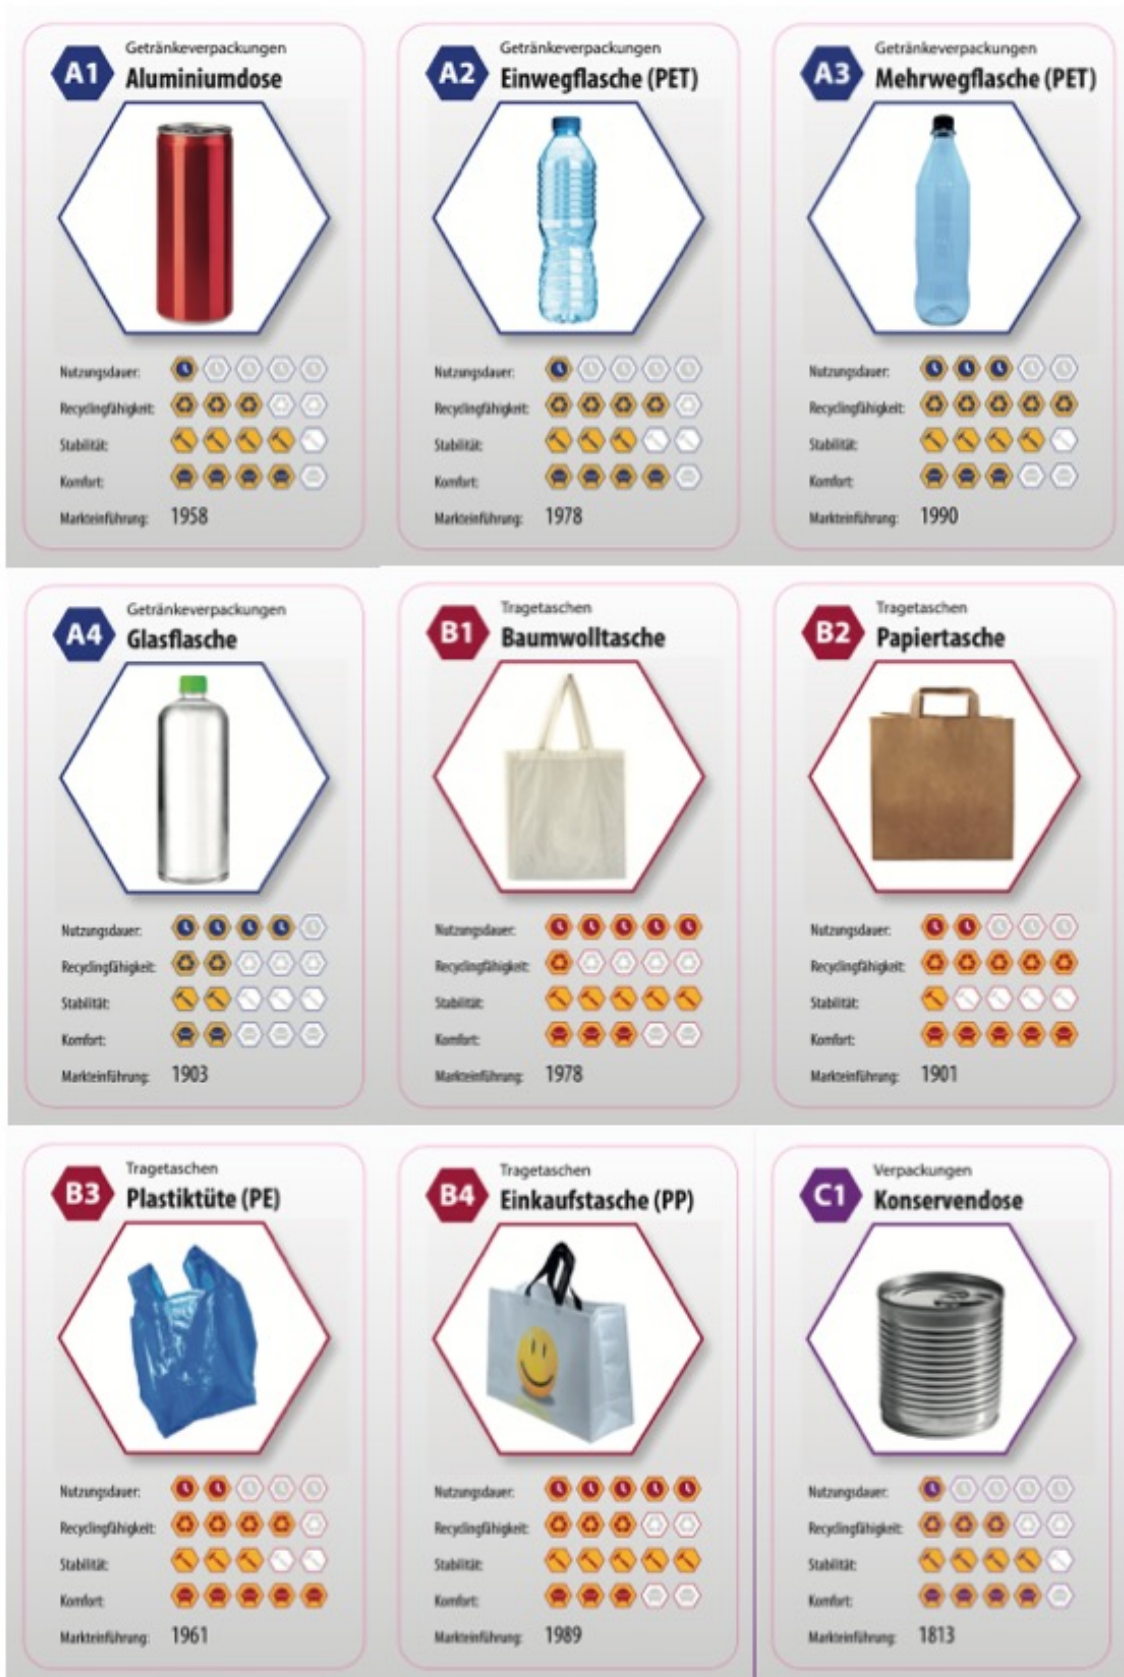 A1
Getränkeverpackungen
Aluminiumdose
Nutzungsdauer:
Recyclingfähigkeit:
Stabilität:
Komfort:
Markteinführung: 1958
A2
Getränkeverpackungen
Einwegflasche (PET)
Nutzungsdauer:
Recyclingfähigkeit:
Stabilität:
Komfort:
Markteinführung: 1978
A3
Getränkeverpackungen
Mehrwegflasche (PET)
Nutzungsdauer:
Recyclingfähigkeit:
Stabilität:
Komfort:
Markteinführung: 1990
A4
Getränkeverpackungen
Glasflasche
Nutzungsdauer:
Recyclingfähigkeit:
Stabilität:
Komfort:
Markteinführung: 1903
B1
Tragetaschen
Baumwolltasche
Nutzungsdauer:
Recyclingfähigkeit:
Stabilität:
Komfort:
Markteinführung: 1978
B2
Tragetaschen
Papiertasche
Nutzungsdauer:
Recyclingfähigkeit:
Stabilität:
Komfort:
Markteinführung: 1901
B3
Tragetaschen
Plastiktüte (PE)
Nutzungsdauer:
Recyclingfähigkeit:
Stabilität:
Komfort:
Markteinführung: 1961
B4
Tragetaschen
Einkaufstasche (PP)
Nutzungsdauer:
Recyclingfähigkeit:
Stabilität:
Komfort:
Markteinführung: 1989
C1
Verpackungen
Konservendose
Nutzungsdauer:
Recyclingfähigkeit:
Stabilität:
Komfort:
Markteinführung: 1813